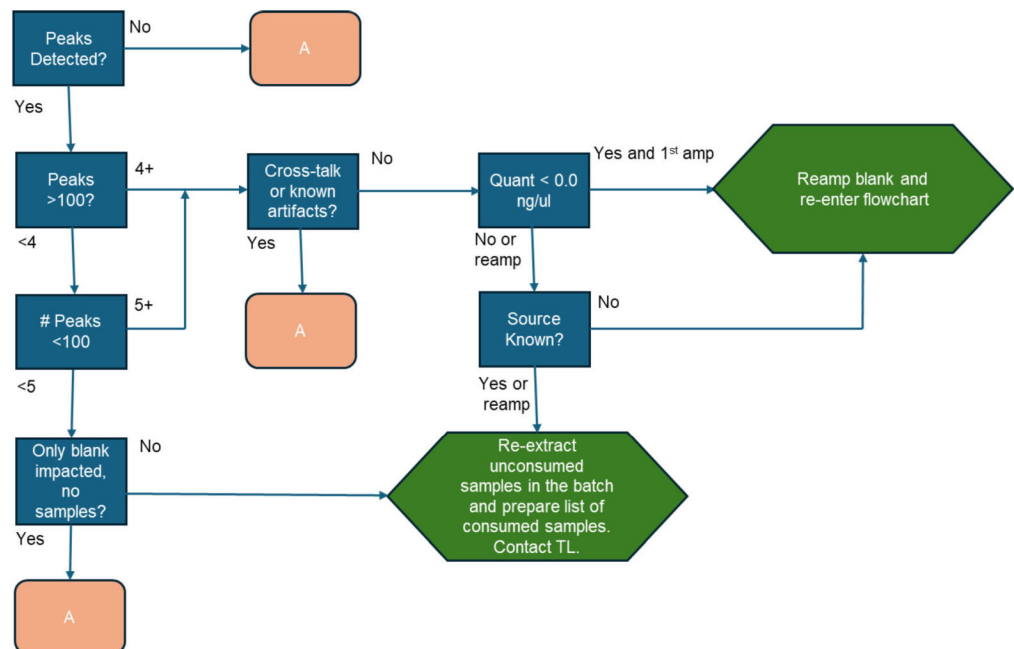 Peaks
Detected?
No
A
Yes
Peaks
>100?
4+
Cross-talk
or known
artifacts?
No
Quant < 0.0
ng/ul
Yes and 1st amp
Reamp blank and
re-enter flowchart
<4
Yes
No or
reamp
# Peaks
<100
5+
A
Source
Known?
No
<5
Yes or
reamp
Only blank
impacted,
no
samples?
No
Re-extract
unconsumed
samples in the batch
and prepare list of
consumed samples.
Contact TL.
Yes
A